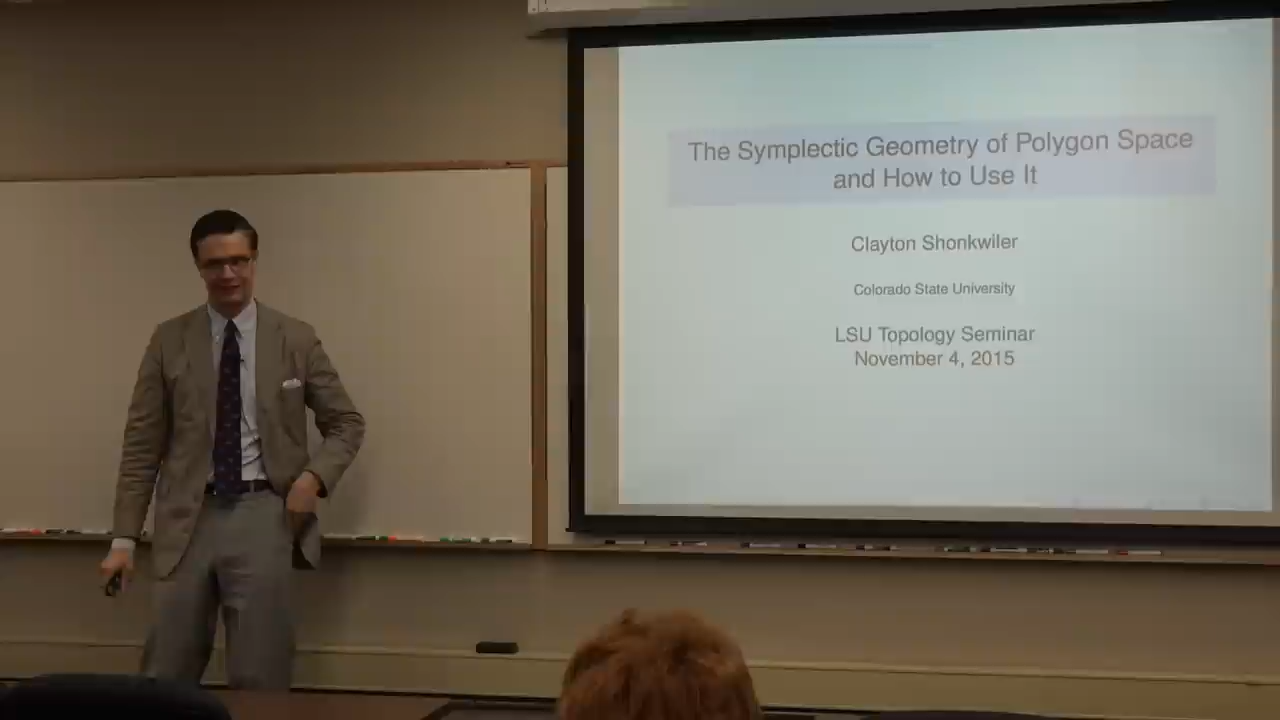 The Symplectic Geometry of Polygon Space
and How to Use It
Clayton Shonkwiler
Colorado State University
LSU Topology Seminar
November 4, 2015